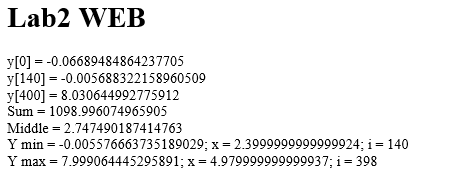 Lab2 WEB
y[0] = -0.06689484864237705
y[140] = -0.005688322158960509
y[400] = 8.030644992775912
Sum = 1098.996074965905
Middle = 2.747490187414763
Y min = -0.005576663735189029; x = 2.3999999999999924; i = 140
Y max = 7.999064445295891; x = 4.979999999999937; i = 398